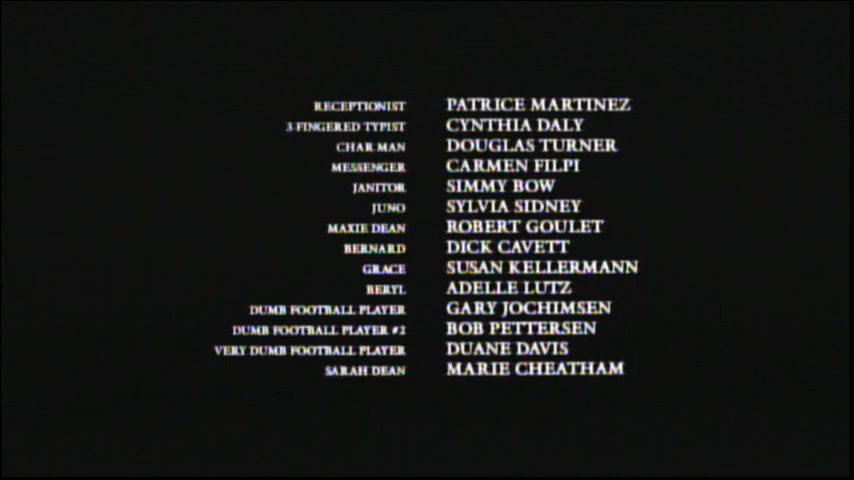 RECEPTIONIST PATRICE MARTINEZ
3-FINGERED TYPIST CYNTHIA DALY
CHAR MAN DOUGLAS TURNER
MESSENGER CARMEN FILPI
JANITOR SIMMY BOW
JUNO SYLVIA SIDNEY
MAXIE DEAN ROBERT GOULET
BERNARD DICK CAVETT
GRACE SUSAN KELLERMANN
BERYL ADELLE LUTZ
DUMB FOOTBALL PLAYER GARY JOCHIMSEN
DUMB FOOTBALL PLAYER #2 BOB PETTERSEN
VERY DUMB FOOTBALL PLAYER DUANE DAVIS
SARAH DEAN MARIE CHEATHAM